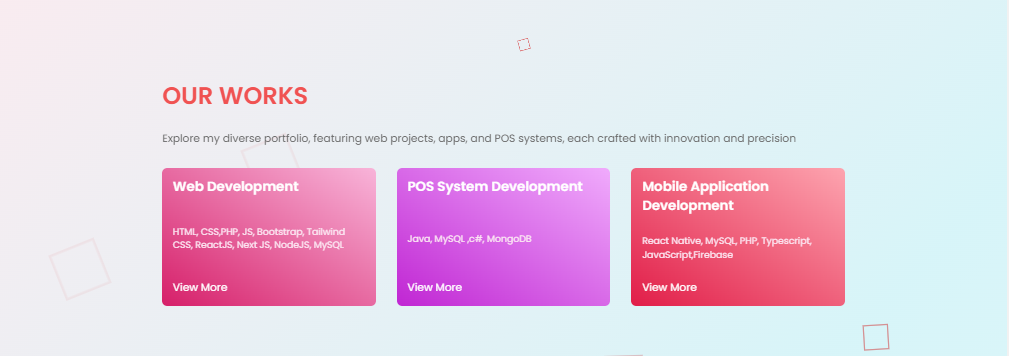 OUR WORKS
Explore my diverse portfolio, featuring web projects, apps, and POS systems, each crafted with innovation and precision
Web Development
HTML, CSS,PHP, JS, Bootstrap, Tailwind
CSS, ReactJS, Next JS, NodeJS, MySQL
View More
POS System Development
Java, MySQL ,c#, MongoDB
View More
Mobile Application
Development
React Native, MySQL, PHP, Typescript,
JavaScript,Firebase
View More